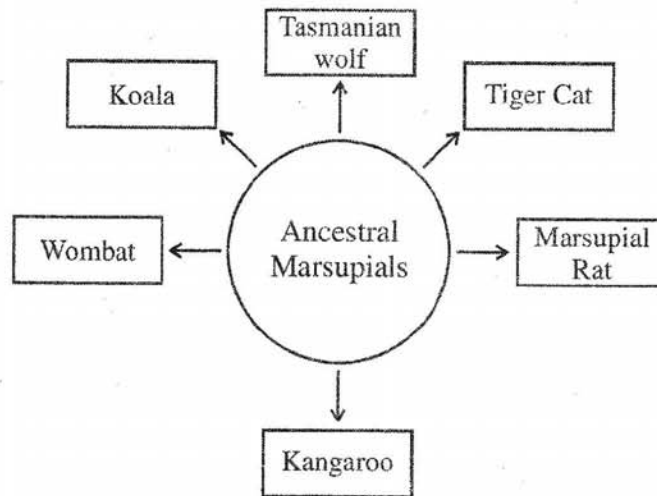 Tasmanian
wolf
Koala
Tiger Cat
Ancestral
Marsupials
Wombat
Marsupial
Rat
Kangaroo